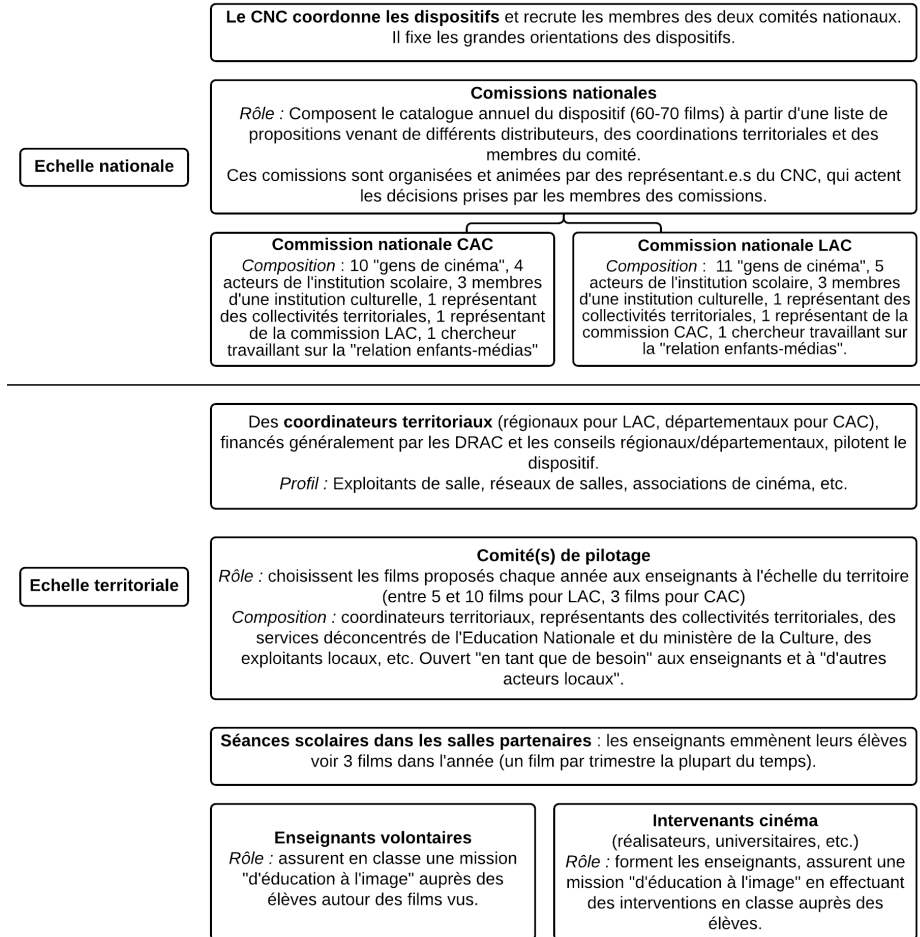 Le CNC coordonne les dispositifs et recrute les membres des deux comités nationaux.
Il fixe les grandes orientations des dispositifs.
Echelle nationale
Comissions nationales
Rôle : Composent le catalogue annuel du dispositif (60-70 films) à partir d'une liste de
propositions venant de différents distributeurs, des coordinations territoriales et des
membres du comité.
Ces comissions sont organisées et animées par des représentant.e.s du CNC, qui actent
les décisions prises par les membres des comissions.
Commission nationale CAC
Composition : 10 "gens de cinéma", 4
acteurs de l'institution scolaire, 3 membres
d'une institution culturelle, 1 représentant
des collectivités territoriales, 1 représentant
de la commission LAC, 1 chercheur
travaillant sur la "relation enfants-médias"
Commission nationale LAC
Composition : 11 "gens de cinéma", 5
acteurs de l'institution scolaire, 3 membres
d'une institution culturelle, 1 représentant des
collectivités territoriales, 1 représentant de la
commission CAC, 1 chercheur travaillant sur
la "relation enfants-médias".
Des coordinateurs territoriaux (régionaux pour LAC, départementaux pour CAC),
financés généralement par les DRAC et les conseils régionaux/départementaux, pilotent le
dispositif.
Profil : Exploitants de salle, réseaux de salles, associations de cinéma, etc.
Echelle territoriale
Comité(s) de pilotage
Rôle : choisissent les films proposés chaque année aux enseignants à l'échelle du territoire
(entre 5 et 10 films pour LAC, 3 films pour CAC)
Composition : coordinateurs territoriaux, représentants des collectivités territoriales, des
services déconcentrés de l'Education Nationale et du ministère de la Culture, des
exploitants locaux, etc. Ouvert "en tant que de besoin" aux enseignants et à "d'autres
acteurs locaux".
Séances scolaires dans les salles partenaires : les enseignants emmènent leurs élèves
voir 3 films dans l'année (un film par trimestre la plupart du temps).
Enseignants volontaires
Rôle : assurent en classe une mission
"d'éducation à l'image" auprès des
élèves autour des films vus.
Intervenants cinéma
(réalisateurs, universitaires, etc.)
Rôle : forment les enseignants, assurent une
mission "d'éducation à l'image" en effectuant
des interventions en classe auprès des
élèves.